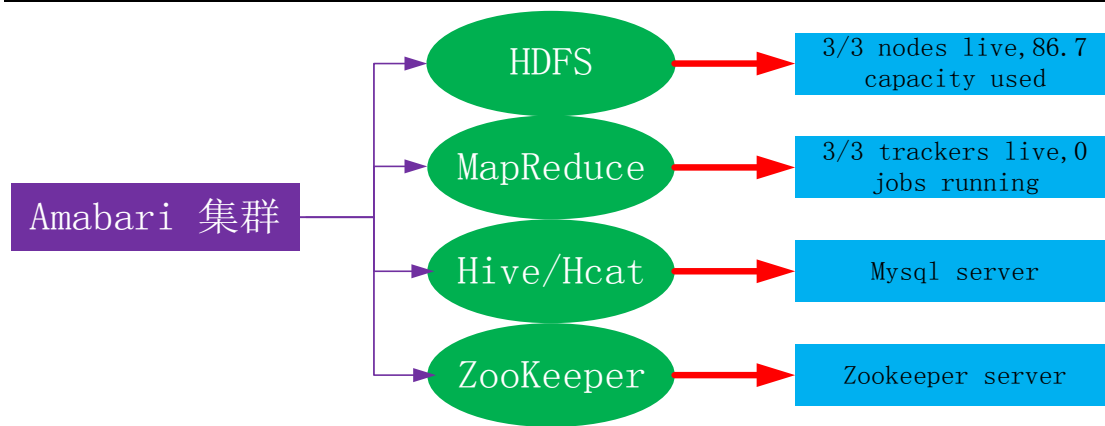 Amabari 集群
HDFS
3/3 nodes live,86.7
capacity used
MapReduce
3/3 trackers live,0
jobs running
Hive/Hcat
Mysql server
ZooKeeper
Zookeeper server